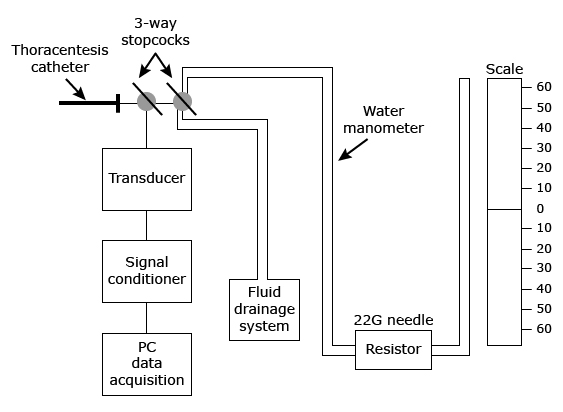 3-way
stopcocks
Thoracentesis
catheter
Water
manometer
Scale
60
50
40
30
20
10
0
10
20
30
40
50
60
Transducer
Signal
conditioner
PC
data
acquisition
Fluid
drainage
system
22G needle
Resistor